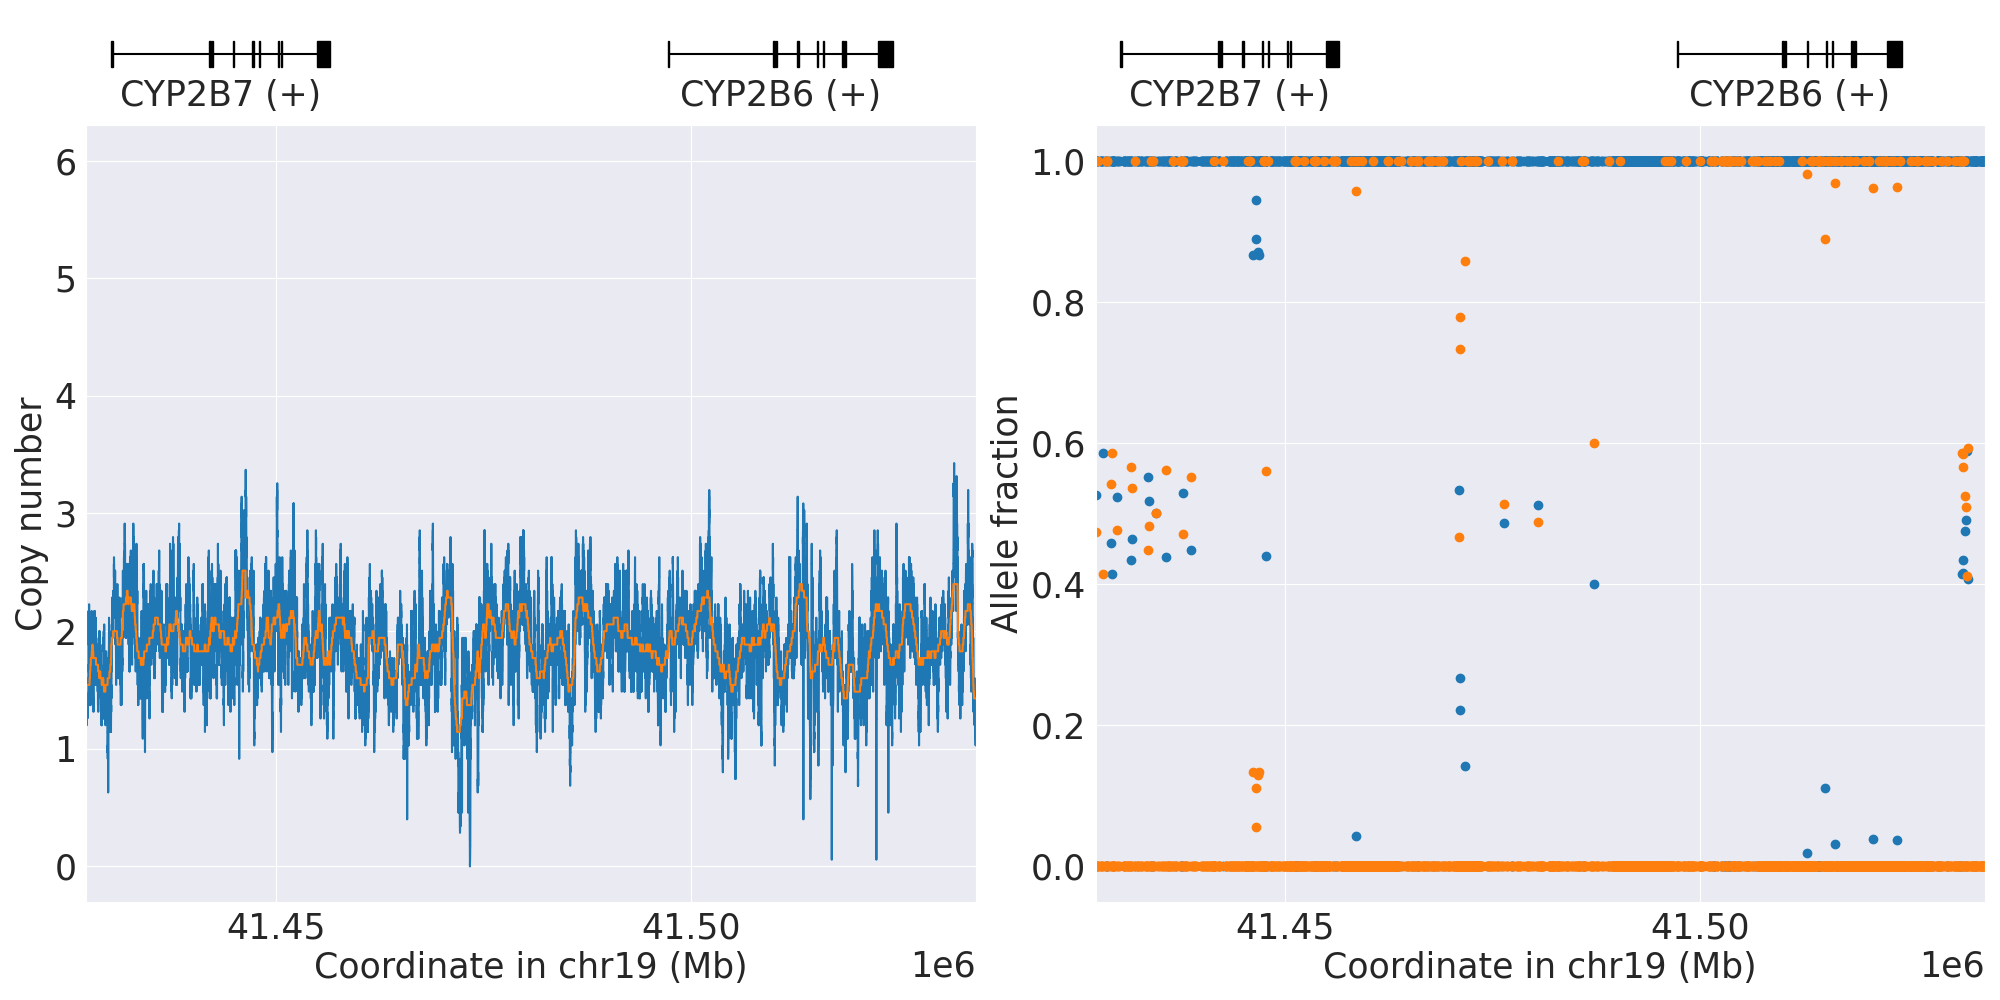 CYP2B7 (+)
CYP2B6 (+)
6
5
4
3
2
1
0
Copy number
41.45
41.50
Coordinate in chr19 (Mb)
1e6
CYP2B7 (+)
CYP2B6 (+)
1.0
0.8
0.6
0.4
0.2
0.0
Allele fraction
41.45
41.50
Coordinate in chr19 (Mb)
1e6